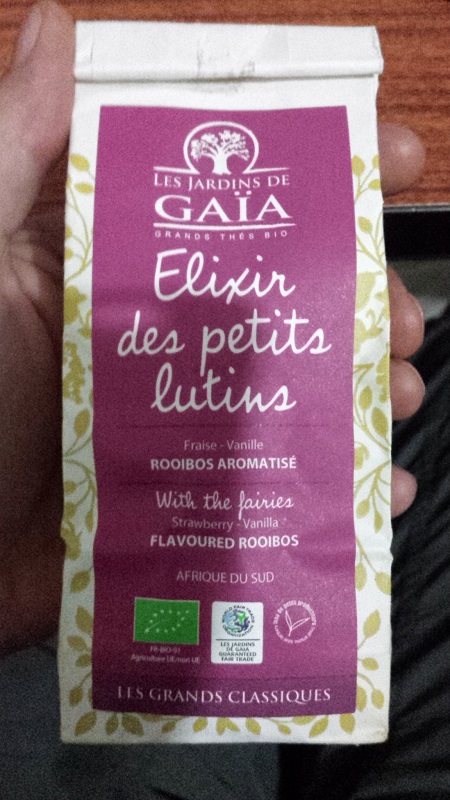 LES JARDINS DE
GAÏA
GRANDS THÉS BIO
Elixir
des petits
lutins
Fraise - Vanille
ROOIBOS AROMATISÉ
With the fairies
Strawberry - Vanilla
FLAVOURED ROOIBOS
AFRIQUE DU SUD
FR-BIO-01
Agriculture UE/non UE
LES JARDINS
DE GAIA
GUARANTEED
FAIR TRADE
LES GRANDS CLASSIQUES